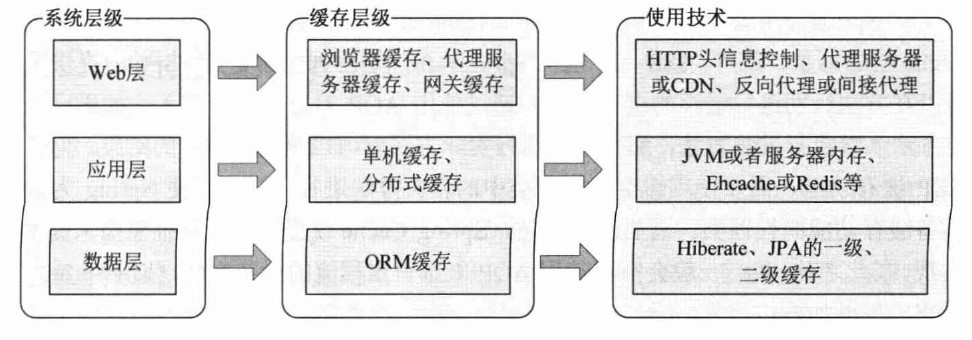 系统层级
缓存层级
使用技术
Web层
浏览器缓存、代理服
务器缓存、网关缓存
HTTP头信息控制、代理服务器
或CDN、反向代理或间接代理
应用层
单机缓存、
分布式缓存
JVM或者服务器内存、
Ehcache或Redis等
数据层
ORM缓存
Hiberate、JPA的一级、
二级缓存